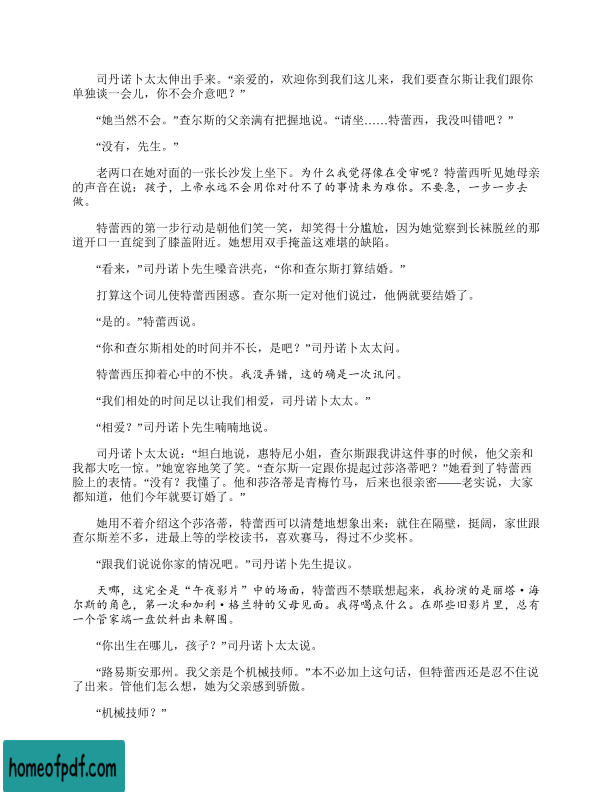 司丹诺卜太太伸出手来。“亲爱的，欢迎你到我们这儿来，我们要查尔斯让我们跟你
单独谈一会儿，你不会介意吧？”
“她当然不会。”查尔斯的父亲满有把握地说。“请坐……特蕾西，我没叫错吧？”
“没有，先生。”
老两口在她对面的一张长沙发上坐下。为什么我觉得像在受审呢？特蕾西听见她母亲
的声音在说：孩子，上帝永远不会用你对付不了的事情来为难你。不要急，一步一步去
做。
特蕾西的第一步行动是朝他们笑一笑，却笑得十分尴尬，因为她觉察到长袜脱丝的那
道开口一直绽到了膝盖附近。她想用双手掩盖这难堪的缺陷。
“看来，”司丹诺卜先生嗓音洪亮，“你和查尔斯打算结婚。”
打算这个词儿使特蕾西困惑。查尔斯一定对他们说过，他俩就要结婚了。
“是的。”特蕾西说。
“你和查尔斯相处的时间并不长，是吧？”司丹诺卜太太问。
特蕾西压抑着心中的不快。我没弄错，这的确是一次讯问。
“我们相处的时间足以让我们相爱，司丹诺卜太太。”
“相爱？”司丹诺卜先生喃喃地说。
司丹诺卜太太说：“坦白地说，惠特尼小姐，查尔斯跟我讲这件事的时候，他父亲和
我都大吃一惊。”她宽容地笑了笑。“查尔斯一定跟你提起过莎洛蒂吧？”她看到了特蕾西
脸上的表情。“没有？我懂了。他和莎洛蒂是青梅竹马，后来也很亲密——老实说，大家
都知道，他们今年就要订婚了。”
她用不着介绍这个莎洛蒂，特蕾西可以清楚地想象出来：就住在隔壁，挺阔，家世跟
查尔斯差不多，进最上等的学校读书，喜欢赛马，得过不少奖杯。
“跟我们说说你家的情况吧。”司丹诺卜先生提议。
天哪，这完全是“午夜影片”中的场面，特蕾西不禁联想起来，我扮演的是丽塔·海
尔斯的角色，第一次和加利·格兰特的父母见面。我得喝点什么。在那些旧影片里，总有
一个管家端一盘饮料出来解围。
“你出生在哪儿，孩子？”司丹诺卜太太说。
“路易斯安那州。我父亲是个机械技师。”本不必加上这句话，但特蕾西还是忍不住说
了出来。管他们怎么想，她为父亲感到骄傲。
“机械技师？”
homeofpdf.com